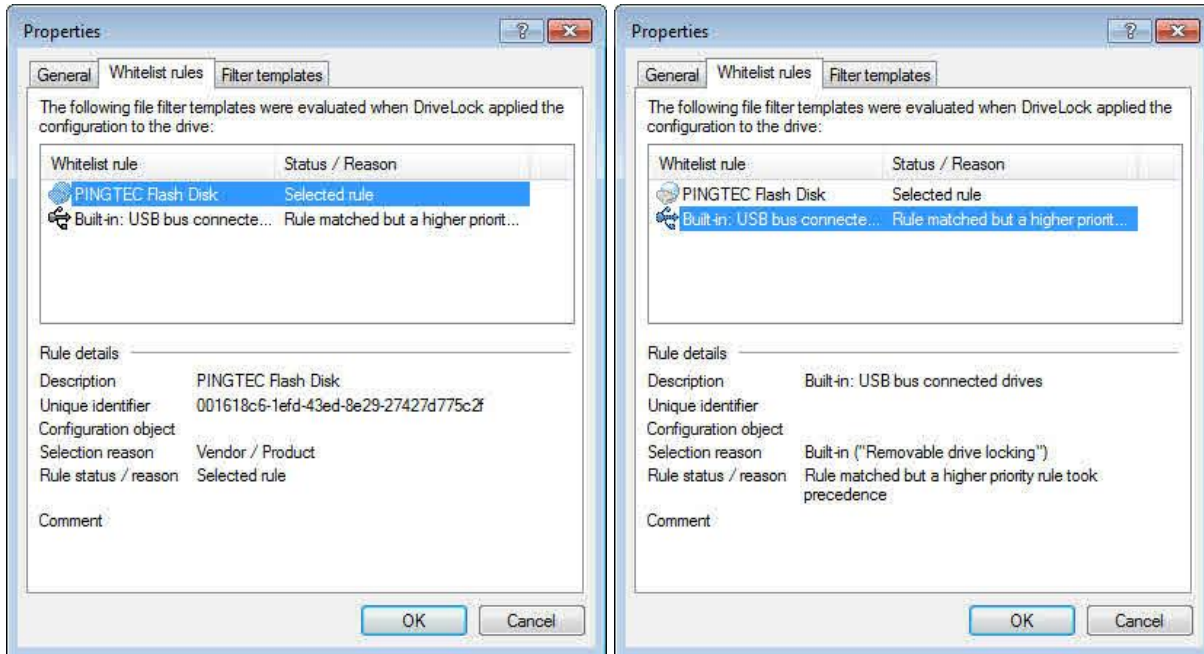 Properties
General Whitelist rules Filter templates
The following file filter templates were evaluated when DriveLock applied the
configuration to the drive:
Whitelist rule Status / Reason
PINGTEC Flash Disk Selected rule
Built-in: USB bus connecte... Rule matched but a higher priorit...
Rule details
Description PINGTEC Flash Disk
Unique identifier 001618c6-1efd-43ed-8e29-27427d775c2f
Configuration object
Selection reason Vendor / Product
Rule status / reason Selected rule
Comment
OK Cancel
Properties
General Whitelist rules Filter templates
The following file filter templates were evaluated when DriveLock applied the
configuration to the drive:
Whitelist rule Status / Reason
PINGTEC Flash Disk Selected rule
Built-in: USB bus connecte... Rule matched but a higher priorit...
Rule details
Description Built-in: USB bus connected drives
Unique identifier
Configuration object
Selection reason Built-in ("Removable drive locking")
Rule status / reason Rule matched but a higher priority rule took
precedence
Comment
OK Cancel